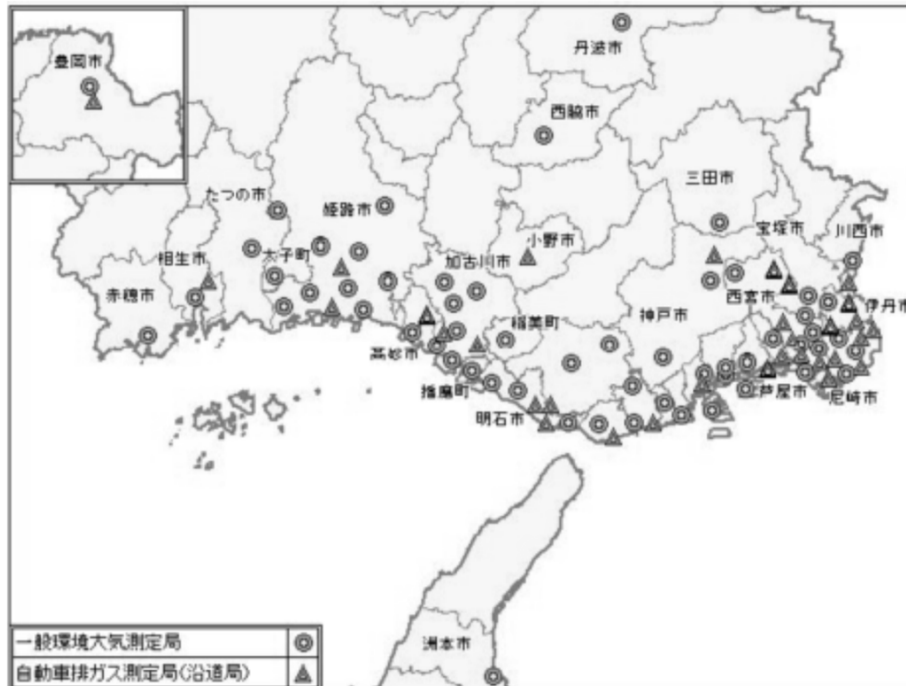 豊岡市
丹波市
西脇市
たつの市
姫路市
三田市
宝塚市
川西市
小野市
相生市
太子町
加古川市
赤穂市
西宮市
伊丹市
神戸市
稲美町
高砂市
播磨町
芦屋市
尼崎市
明石市
洲本市
一般環境大気測定局
自動車排ガス測定局(沿道局)